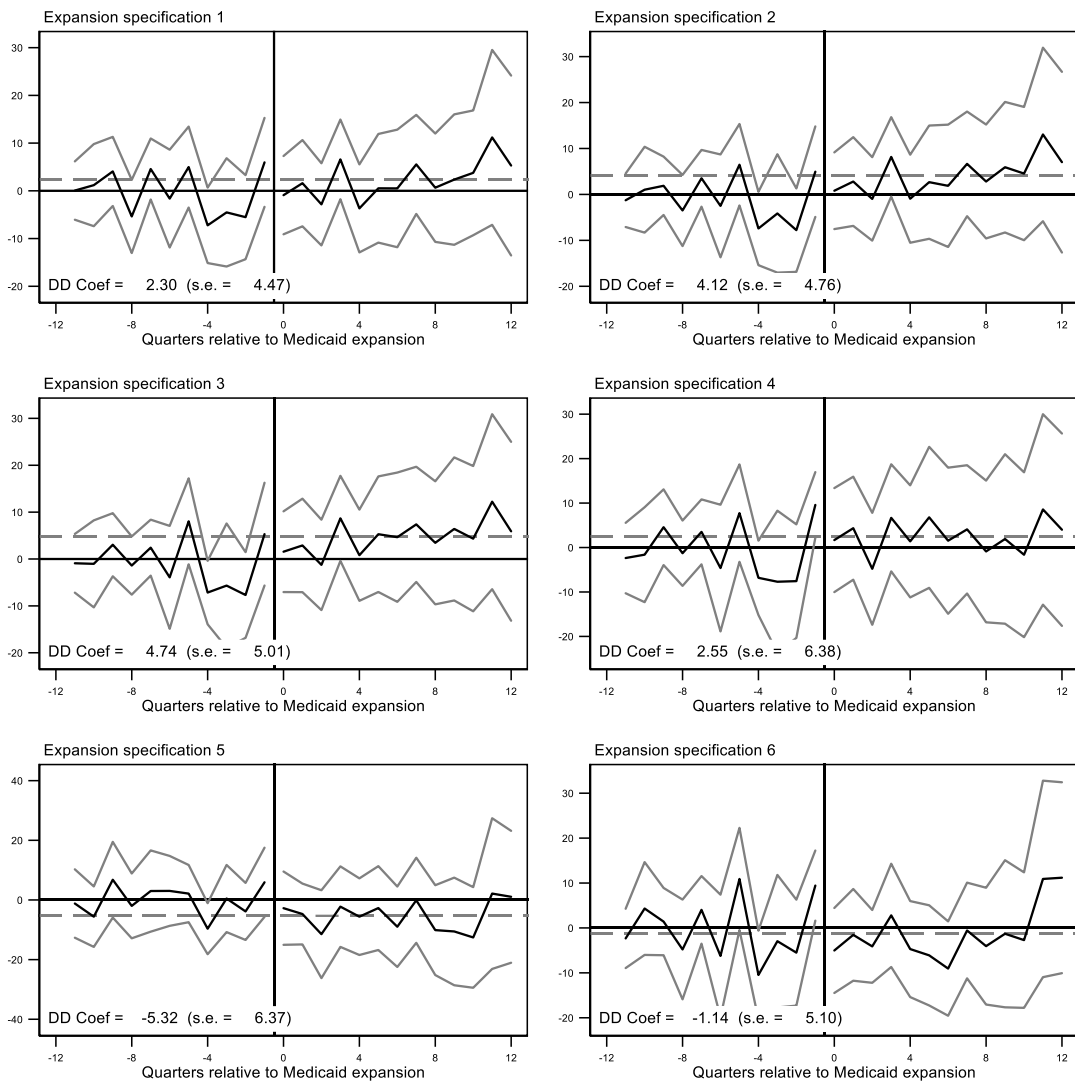 Expansion specification 1
30
20
10
0
-10
-20
DD Coef = 2.30 (s.e. = 4.47)
-12 -8 -4 0 4 8 12
Quarters relative to Medicaid expansion
Expansion specification 2
30
20
10
0
-10
-20
DD Coef = 4.12 (s.e. = 4.76)
-12 -8 -4 0 4 8 12
Quarters relative to Medicaid expansion
Expansion specification 3
30
20
10
0
-10
-20
DD Coef = 4.74 (s.e. = 5.01)
-12 -8 -4 0 4 8 12
Quarters relative to Medicaid expansion
Expansion specification 4
30
20
10
0
-10
-20
DD Coef = 2.55 (s.e. = 6.38)
-12 -8 -4 0 4 8 12
Quarters relative to Medicaid expansion
Expansion specification 5
40
20
0
-20
-40
DD Coef = -5.32 (s.e. = 6.37)
-12 -8 -4 0 4 8 12
Quarters relative to Medicaid expansion
Expansion specification 6
30
20
10
0
-10
-20
DD Coef = -1.14 (s.e. = 5.10)
-12 -8 -4 0 4 8 12
Quarters relative to Medicaid expansion